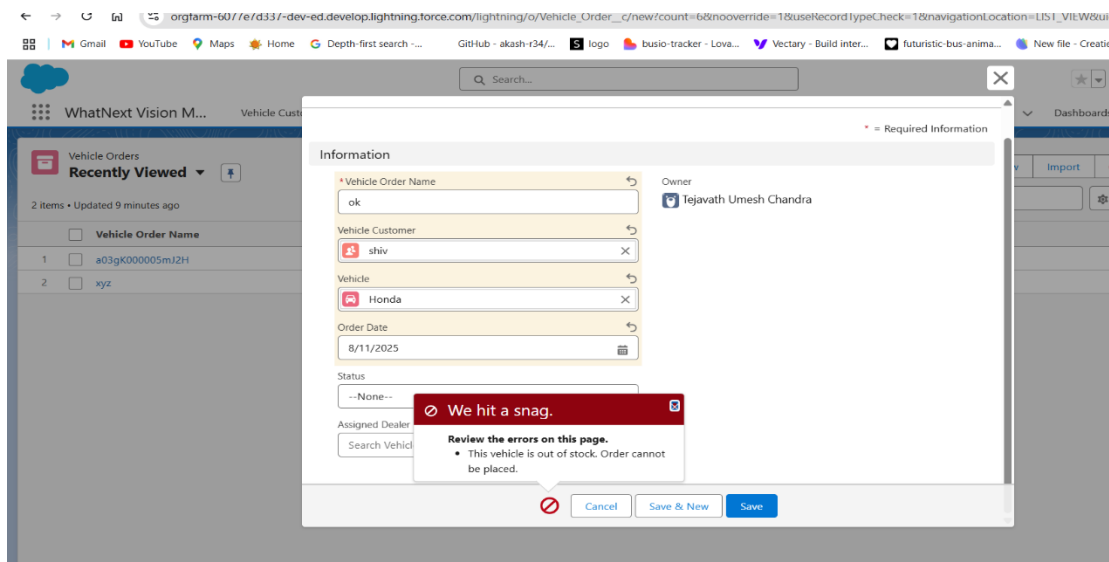 orgfarm-6077e7d337-dev-ed.develop.lightning.force.com/lightning/o/Vehicle_Order__c/new?count=6&nooverride=1&useRecordTypeCheck=1&navigationLocation=LIST_VIEW&ui
Gmail YouTube Maps Home Depth-first search -... GitHub - akash-r34/... S logo busio-tracker - Lova... Vectary - Build inter... futuristic-bus-anima... New file - Creatie
Search...
WhatNext Vision M... Vehicle Cust Dashboards
* = Required Information
Vehicle Orders
Recently Viewed
Import
2 items • Updated 9 minutes ago
Vehicle Order Name
1 a03gK000005mJ2H
2 xyz
Information
*Vehicle Order Name
ok
Owner
Tejavath Umesh Chandra
Vehicle Customer
shiv
Vehicle
Honda
Order Date
8/11/2025
Status
--None--
Assigned Dealer
Search Vehicl
We hit a snag.
Review the errors on this page.
• This vehicle is out of stock. Order cannot
be placed.
Cancel Save & New Save